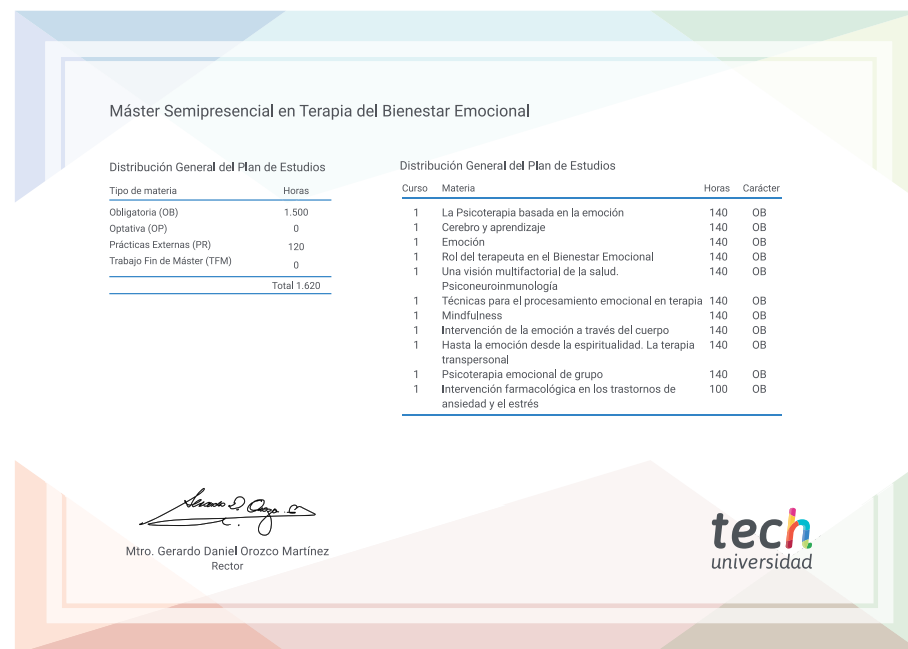 Máster Semipresencial en Terapia del Bienestar Emocional
Distribución General del Plan de Estudios
Tipo de materia Horas
Obligatoria (OB) 1.500
Optativa (OP) 0
Prácticas Externas (PR) 120
Trabajo Fin de Máster (TFM) 0
Total 1.620
Distribución General del Plan de Estudios
Curso Materia Horas Carácter
1 La Psicoterapia basada en la emoción 140 OB
1 Cerebro y aprendizaje 140 OB
1 Emoción 140 OB
1 Rol del terapeuta en el Bienestar Emocional 140 OB
1 Una visión multifactorial de la salud. 140 OB
Psiconeuroinmunología
1 Técnicas para el procesamiento emocional en terapia 140 OB
1 Mindfulness 140 OB
1 Intervención de la emoción a través del cuerpo 140 OB
1 Hasta la emoción desde la espiritualidad. La terapia 140 OB
transpersonal
1 Psicoterapia emocional de grupo 140 OB
1 Intervención farmacológica en los trastornos de 100 OB
ansiedad y el estrés
Mtro. Gerardo Daniel Orozco Martínez
Rector
tech
universidad